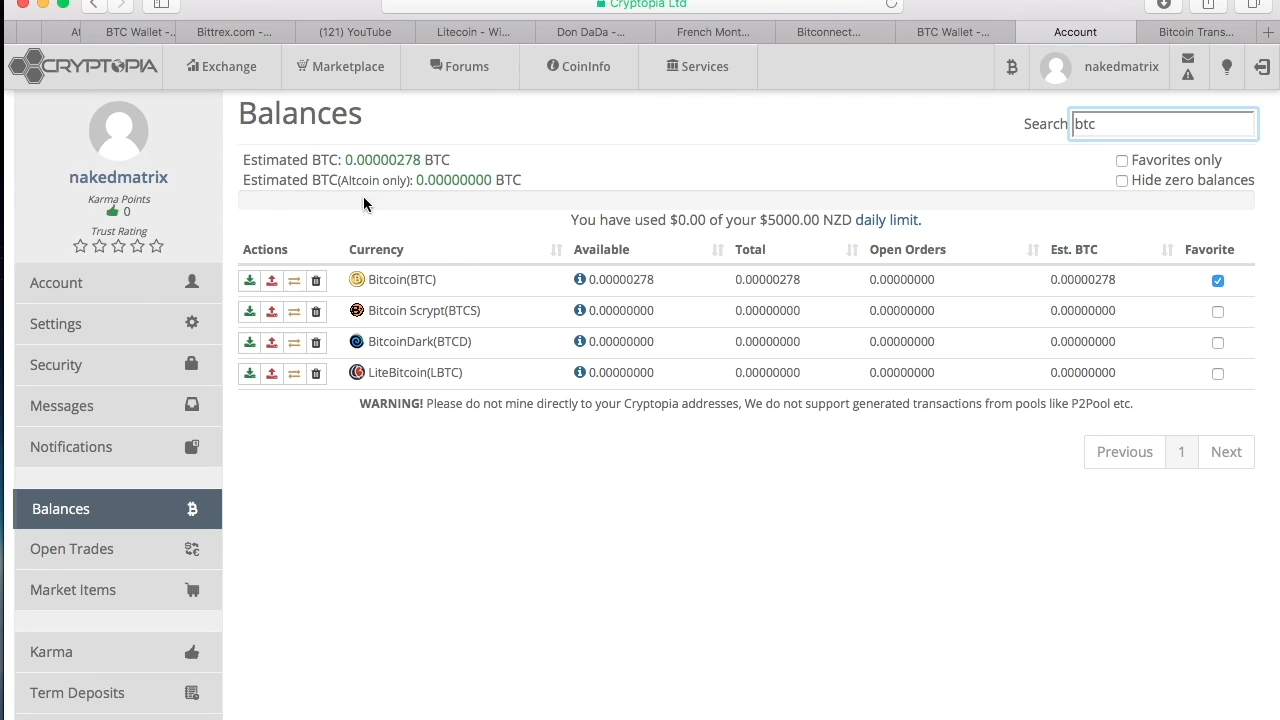 Cryptopia Ltd
At
BTC Wallet -...
Bittrex.com -...
(121) YouTube
Litecoin - Wi...
Don DaDa -...
French Mont...
Bitconnect...
BTC Wallet -...
Account
Bitcoin Trans...
CRYPTOPIA
Exchange
Marketplace
Forums
CoinInfo
Services
nakedmatrix
nakedmatrix
Karma Points
0
Trust Rating
Account
Settings
Security
Messages
Notifications
Balances
Open Trades
Market Items
Karma
Term Deposits
Balances
Search btc
Estimated BTC: 0.00000278 BTC
Estimated BTC(Altcoin only): 0.00000000 BTC
Favorites only
Hide zero balances
You have used $0.00 of your $5000.00 NZD daily limit.
Actions Currency Available Total Open Orders Est. BTC Favorite
Bitcoin(BTC) 0.00000278 0.00000278 0.00000000 0.00000278
Bitcoin Scrypt(BTCS) 0.00000000 0.00000000 0.00000000 0.00000000
BitcoinDark(BTCD) 0.00000000 0.00000000 0.00000000 0.00000000
LiteBitcoin(LBTC) 0.00000000 0.00000000 0.00000000 0.00000000
WARNING! Please do not mine directly to your Cryptopia addresses, We do not support generated transactions from pools like P2Pool etc.
Previous 1 Next